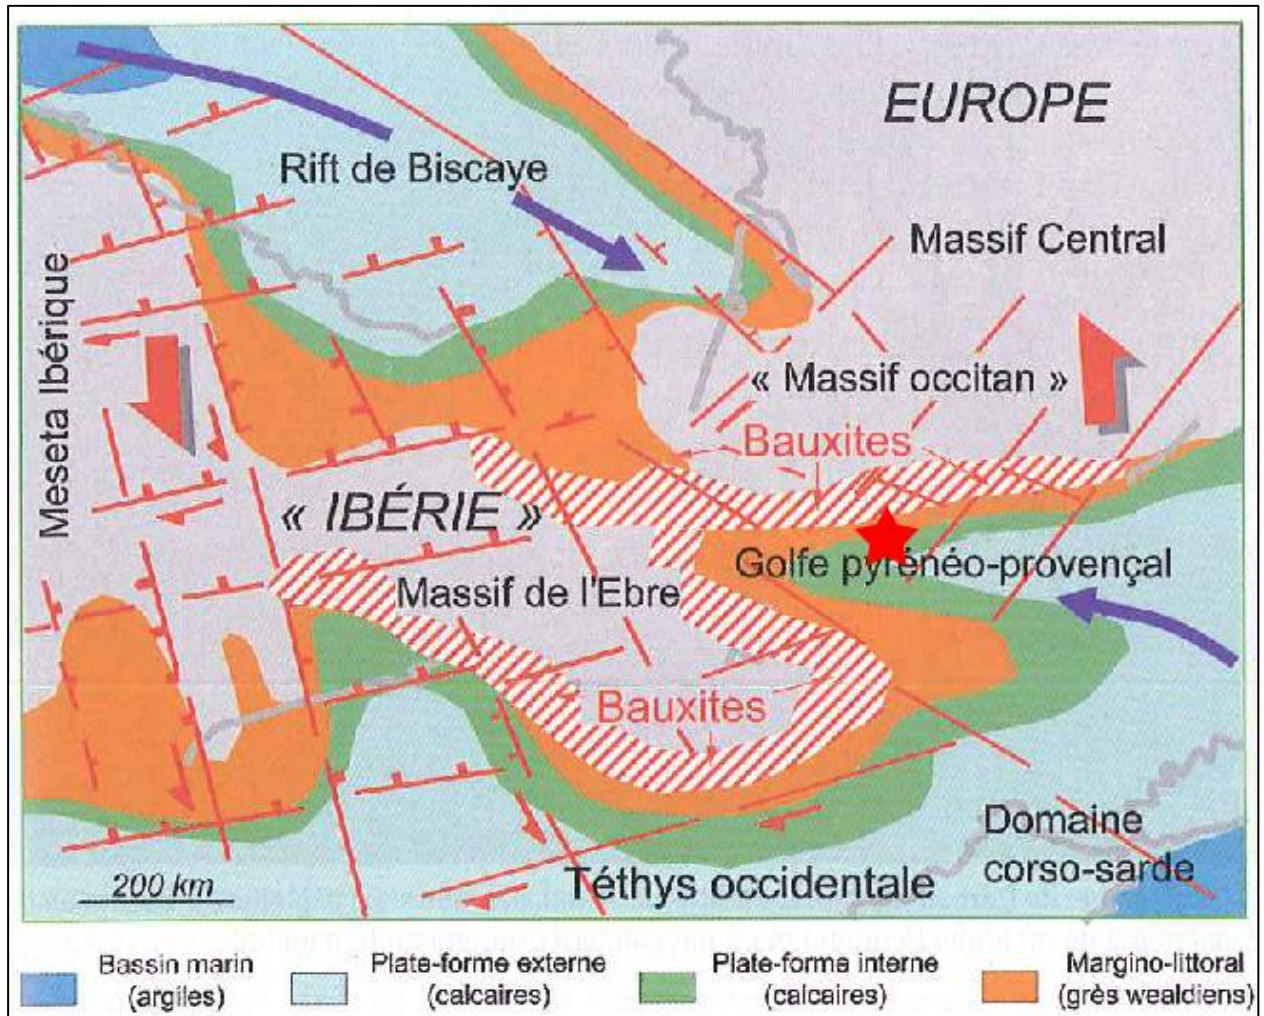 EUROPE
Rift de Biscaye
Massif Central
Meseta Ibérique
« Massif occitan »
Bauxites
« IBÉRIE »
Golfe pyrénéo-provençal
Massif de l'Ebre
Bauxites
Domaine
corso-sarde
200 km
Téthys occidentale
Bassin marin
(argiles)
Plate-forme externe
(calcaires)
Plate-forme interne
(calcaires)
Margino-littoral
(grès wealdiens)